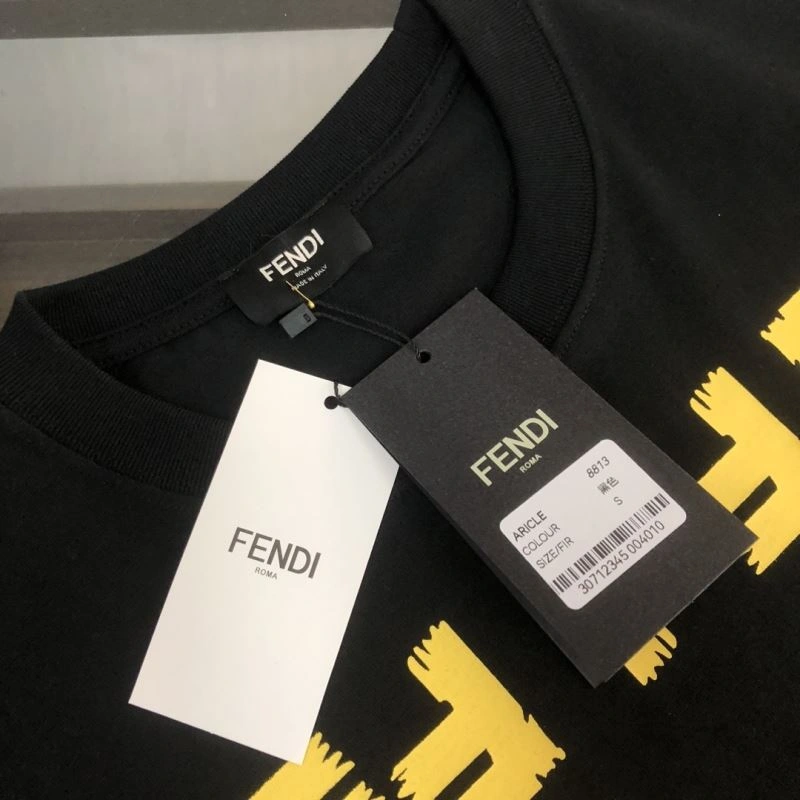 FENDI
ROMA
MADE IN ITALY
S
FENDI
ROMA
FENDI
ROMA
ARICLE 8813
COLOUR 黑色
SIZE/FIR S
30712345 004010